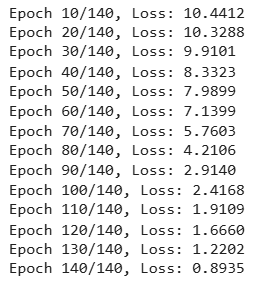 Epoch 10/140, Loss: 10.4412
Epoch 20/140, Loss: 10.3288
Epoch 30/140, Loss: 9.9101
Epoch 40/140, Loss: 8.3323
Epoch 50/140, Loss: 7.9899
Epoch 60/140, Loss: 7.1399
Epoch 70/140, Loss: 5.7603
Epoch 80/140, Loss: 4.2106
Epoch 90/140, Loss: 2.9140
Epoch 100/140, Loss: 2.4168
Epoch 110/140, Loss: 1.9109
Epoch 120/140, Loss: 1.6660
Epoch 130/140, Loss: 1.2202
Epoch 140/140, Loss: 0.8935